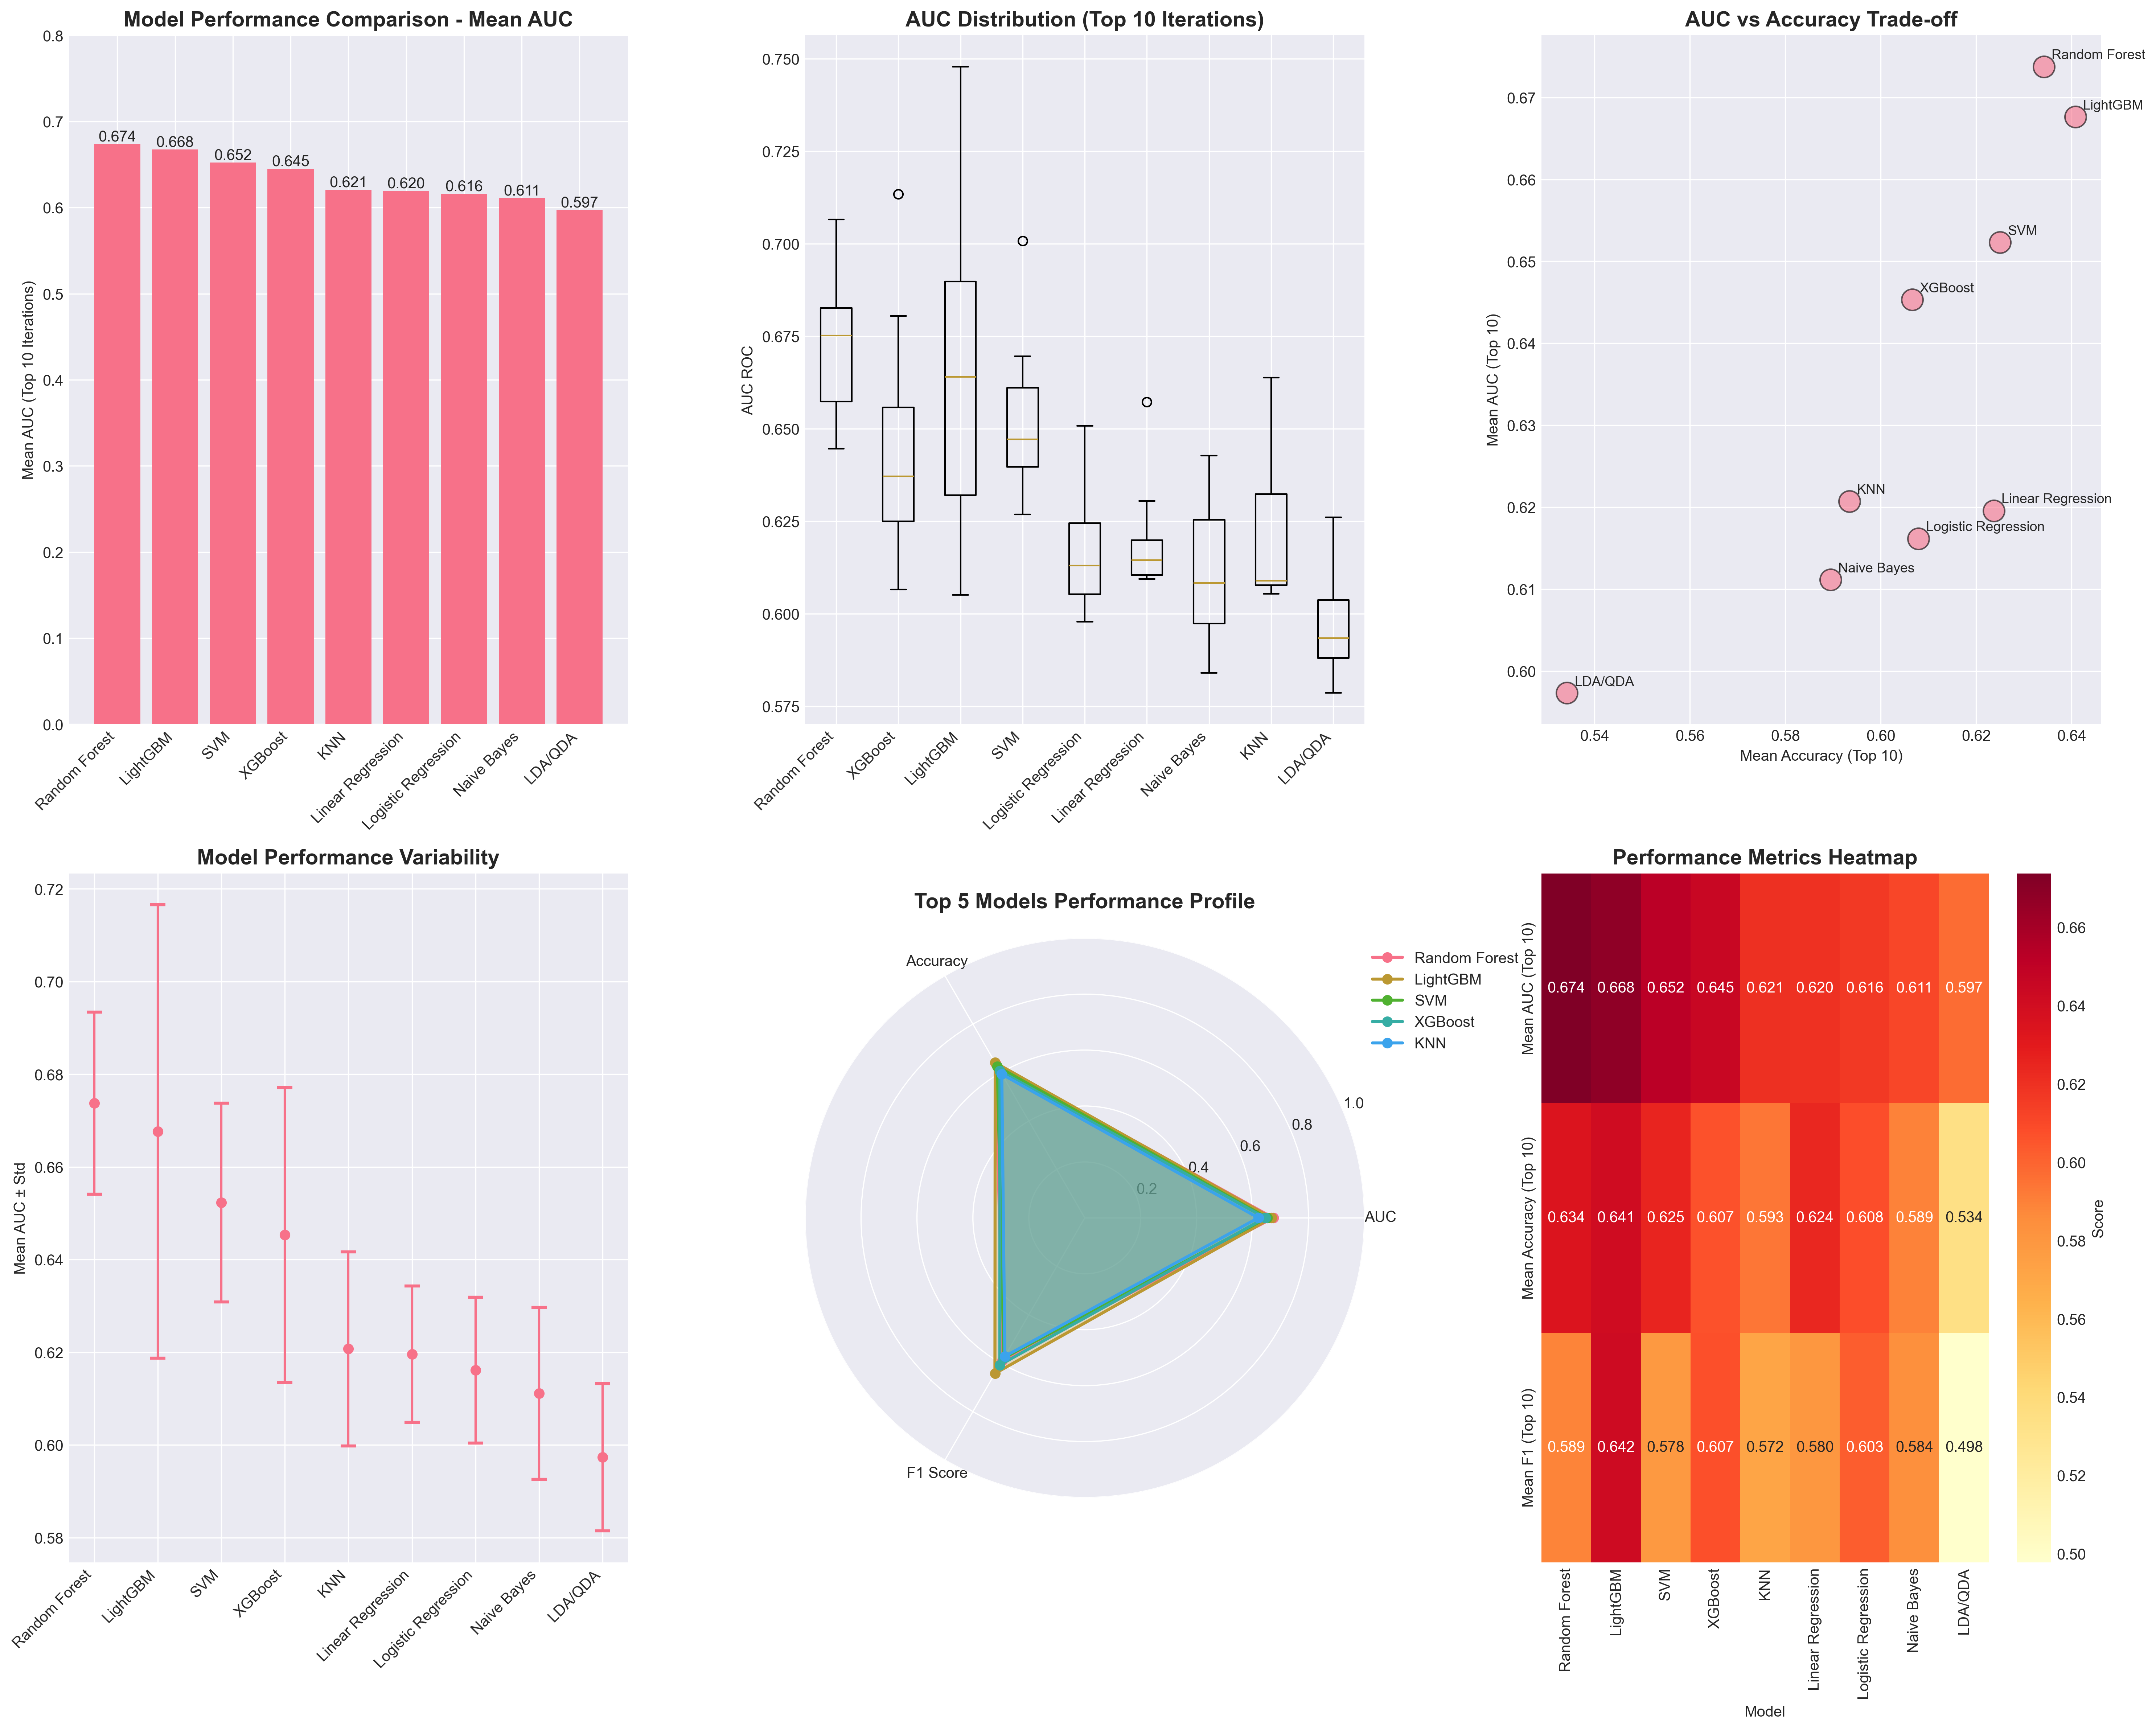 Model Performance Comparison - Mean AUC
Mean AUC (Top 10 Iterations)
0.8
0.7
0.6
0.5
0.4
0.3
0.2
0.1
0.0
0.674
0.668
0.652
0.645
0.621
0.620
0.616
0.611
0.597
Random Forest
LightGBM
SVM
XGBoost
KNN
Linear Regression
Logistic Regression
Naive Bayes
LDA/QDA
AUC Distribution (Top 10 Iterations)
AUC ROC
0.750
0.725
0.700
0.675
0.650
0.625
0.600
0.575
Random Forest
XGBoost
LightGBM
SVM
Logistic Regression
Linear Regression
Naive Bayes
KNN
LDA/QDA
AUC vs Accuracy Trade-off
Mean AUC (Top 10)
0.67
0.66
0.65
0.64
0.63
0.62
0.61
0.60
Random Forest
LightGBM
SVM
XGBoost
KNN
Linear Regression
Logistic Regression
Naive Bayes
LDA/QDA
0.54
0.56
0.58
0.60
0.62
0.64
Mean Accuracy (Top 10)
Model Performance Variability
Mean AUC ± Std
0.72
0.70
0.68
0.66
0.64
0.62
0.60
0.58
Random Forest
LightGBM
SVM
XGBoost
KNN
Linear Regression
Logistic Regression
Naive Bayes
LDA/QDA
Top 5 Models Performance Profile
Accuracy
AUC
F1 Score
0.2
0.4
0.6
0.8
1.0
Random Forest
LightGBM
SVM
XGBoost
KNN
Performance Metrics Heatmap
Mean AUC (Top 10)
0.674 0.668 0.652 0.645 0.621 0.620 0.616 0.611 0.597
Mean Accuracy (Top 10)
0.634 0.641 0.625 0.607 0.593 0.624 0.608 0.589 0.534
Mean F1 (Top 10)
0.589 0.642 0.578 0.607 0.572 0.580 0.603 0.584 0.498
Random Forest
LightGBM
SVM
XGBoost
KNN
Linear Regression
Logistic Regression
Naive Bayes
LDA/QDA
Model
0.66
0.64
0.62
0.60
0.58
0.56
0.54
0.52
0.50
Score